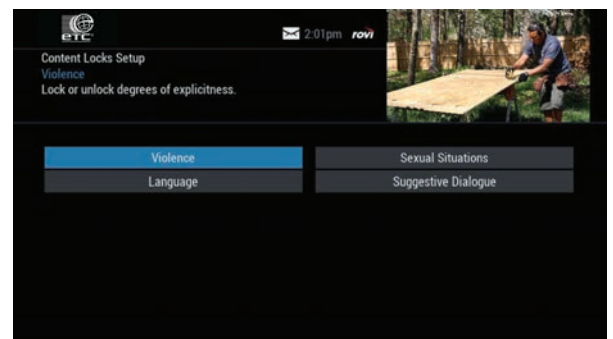 etc
2:01pm rovi
Content Locks Setup
Violence
Lock or unlock degrees of explicitness.
Violence
Sexual Situations
Language
Suggestive Dialogue